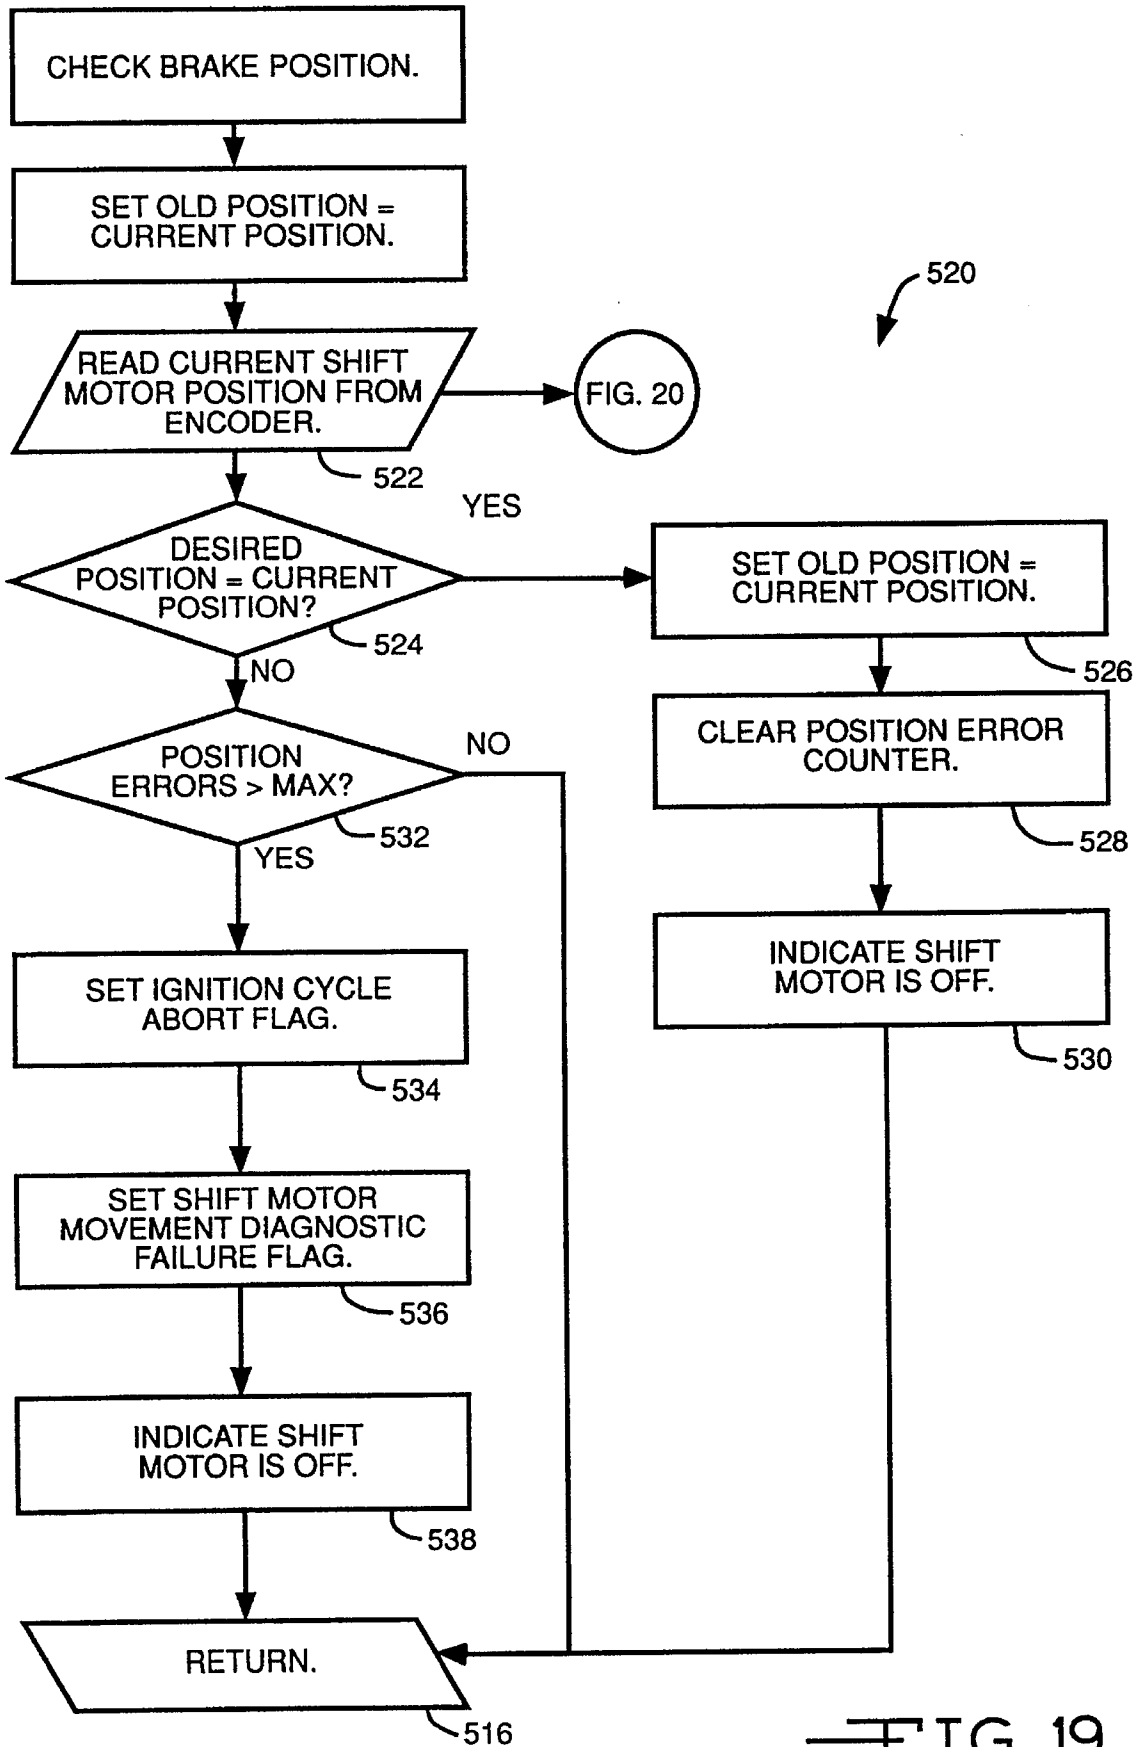 CHECK BRAKE POSITION.
SET OLD POSITION =
CURRENT POSITION.
520
READ CURRENT SHIFT
MOTOR POSITION FROM
ENCODER.
FIG. 20
522
YES
DESIRED
POSITION = CURRENT
POSITION?
524
SET OLD POSITION =
CURRENT POSITION.
526
NO
CLEAR POSITION ERROR
COUNTER.
528
POSITION
ERRORS > MAX?
NO
532
YES
INDICATE SHIFT
MOTOR IS OFF.
530
SET IGNITION CYCLE
ABORT FLAG.
534
SET SHIFT MOTOR
MOVEMENT DIAGNOSTIC
FAILURE FLAG.
536
INDICATE SHIFT
MOTOR IS OFF.
538
RETURN.
516
FIG 19